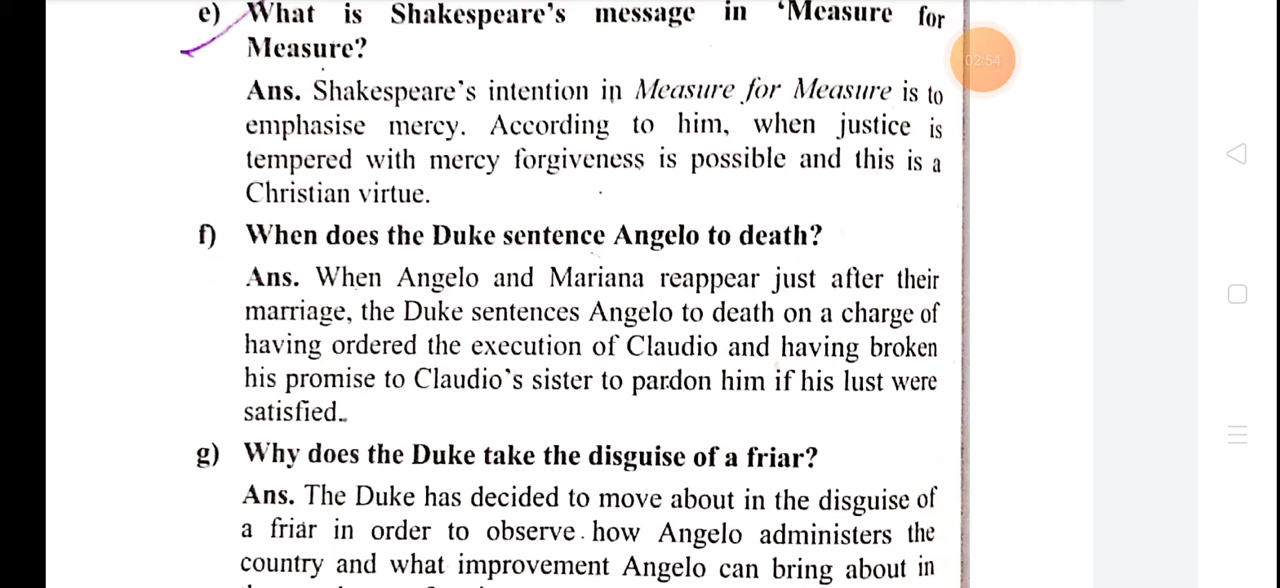 e) What is Shakespeare's message in 'Measure for
Measure?
02:54
Ans. Shakespeare's intention in Measure for Measure is to
emphasise mercy. According to him, when justice is
tempered with mercy forgiveness is possible and this is a
Christian virtue.
f) When does the Duke sentence Angelo to death?
Ans. When Angelo and Mariana reappear just after their
marriage, the Duke sentences Angelo to death on a charge of
having ordered the execution of Claudio and having broken
his promise to Claudio's sister to pardon him if his lust were
satisfied..
g) Why does the Duke take the disguise of a friar?
Ans. The Duke has decided to move about in the disguise of
a friar in order to observe how Angelo administers the
country and what improvement Angelo can bring about in